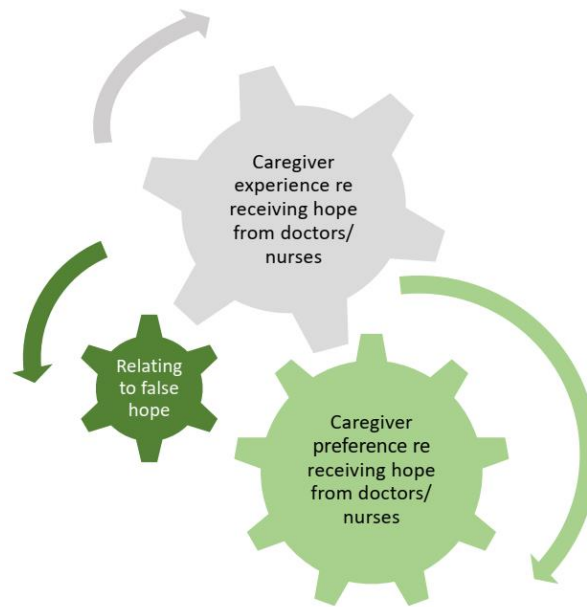 Caregiver
experience re
receiving hope
from doctors/
nurses
Relating
to false
hope
Caregiver
preference re
receiving hope
from doctors/
nurses